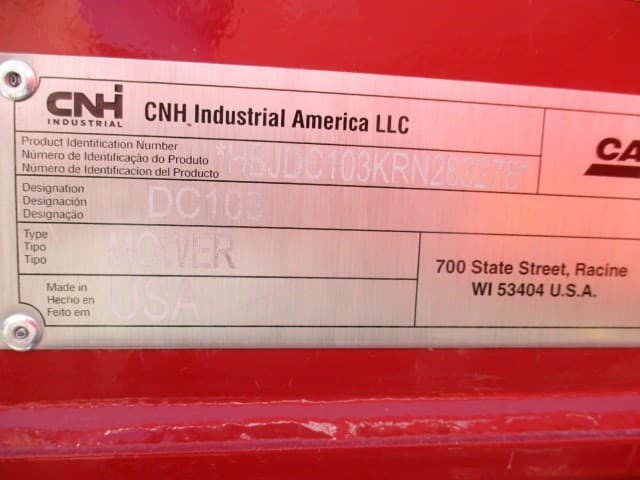 CNH
INDUSTRIAL
CNH Industrial America LLC
Product Identification Number
Número de Identificação do Produto
Número de Identificacion del Producto
CA
Designation
Designación
Designação
DC103
Type
Tipo
Tipo
MOWER
Made in
Hecho en
Feito em
USA
700 State Street, Racine
WI 53404 U.S.A.